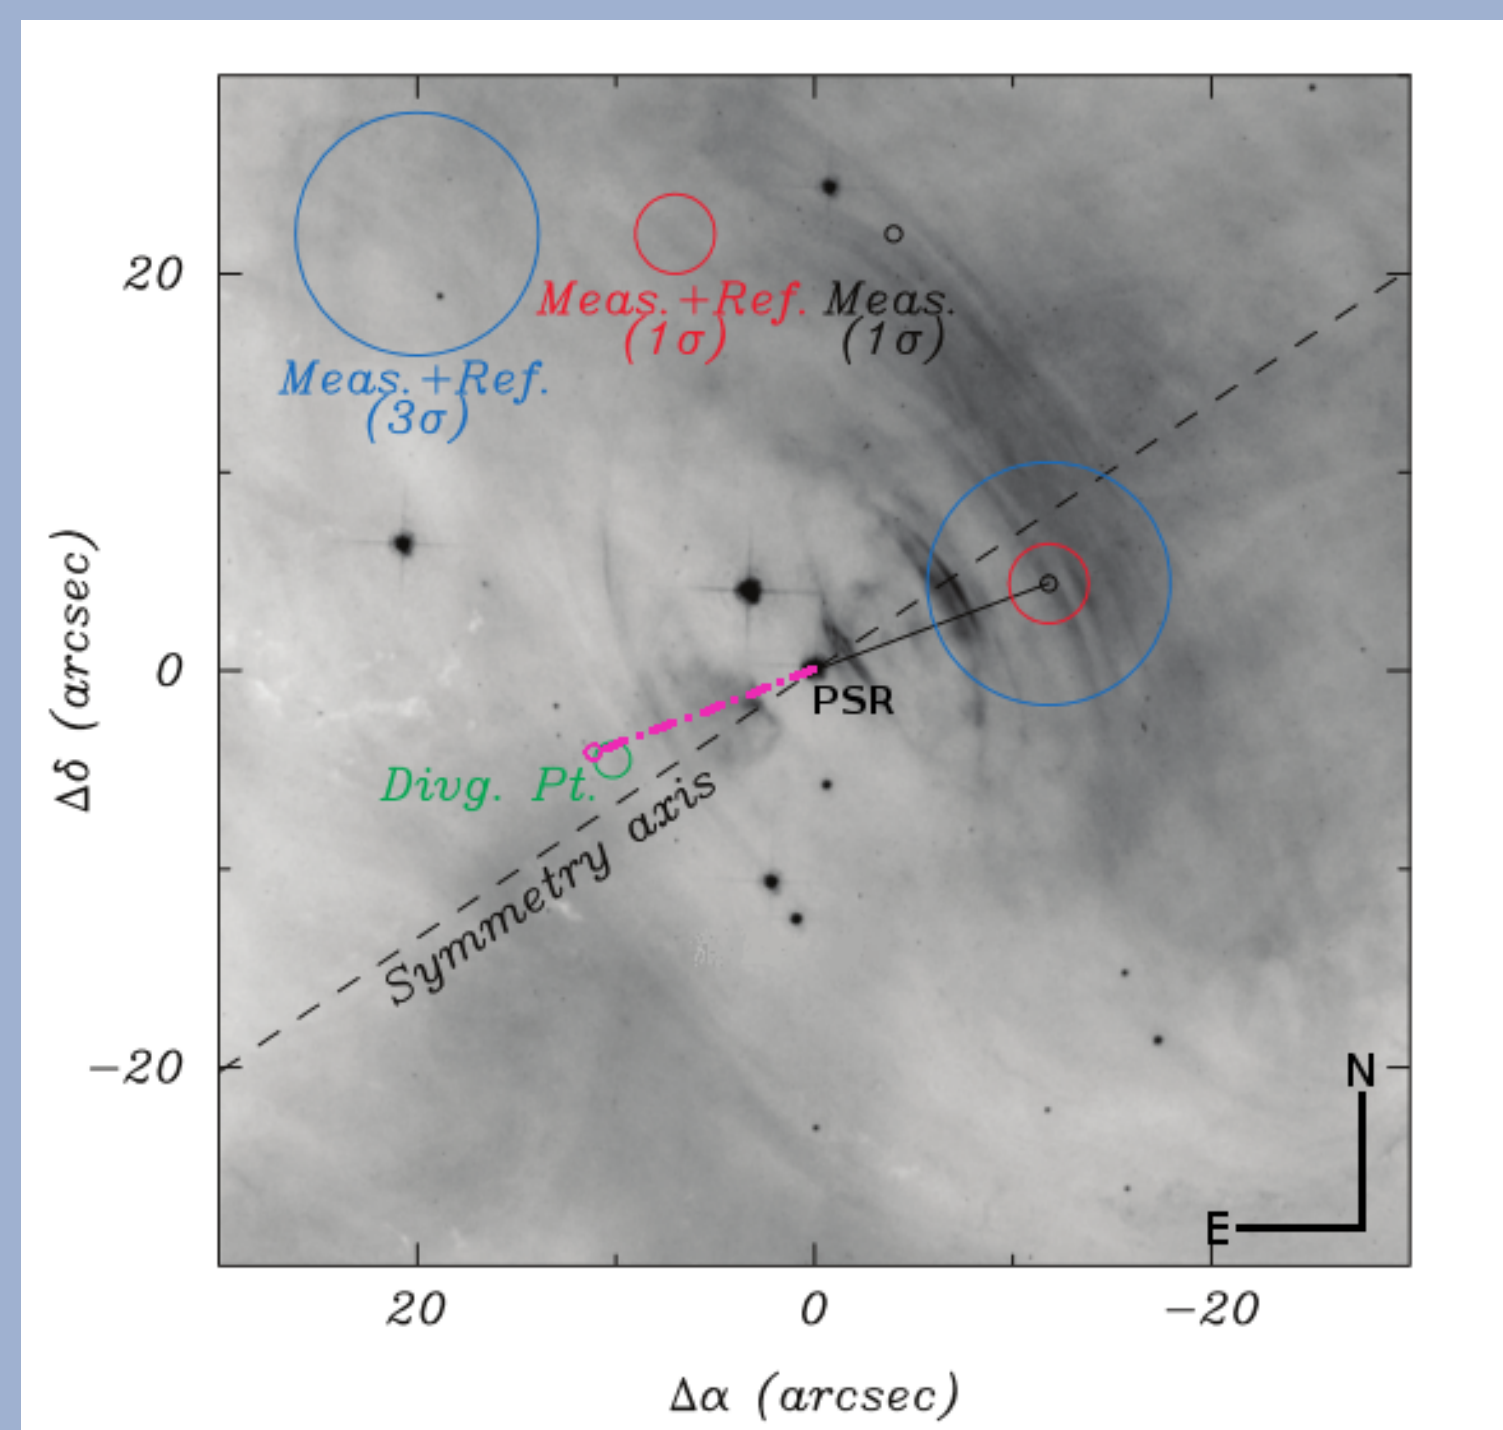 20
Meas.+Ref.
(1σ)
Meas.
(1σ)
Meas.+Ref.
(3σ)
Δδ (arcsec)
0
PSR
Divg. Pt.
Symmetry axis
−20
N
E
20
0
−20
Δα (arcsec)